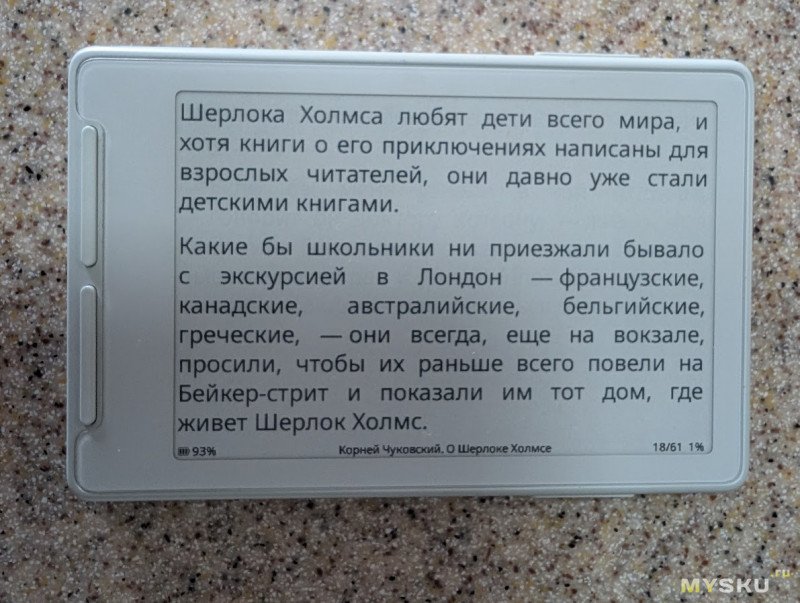 Шерлока Холмса любят дети всего мира, и
хотя книги о его приключениях написаны для
взрослых читателей, они давно уже стали
детскими книгами.
Какие бы школьники ни приезжали бывало
с экскурсией в Лондон — французские,
канадские, австралийские, бельгийские,
греческие, — они всегда, еще на вокзале,
просили, чтобы их раньше всего повели на
Бейкер-стрит и показали им тот дом, где
живет Шерлок Холмс.
93% Корней Чуковский. О Шерлоке Холмсе 18/61 1%
MYSKU.ru